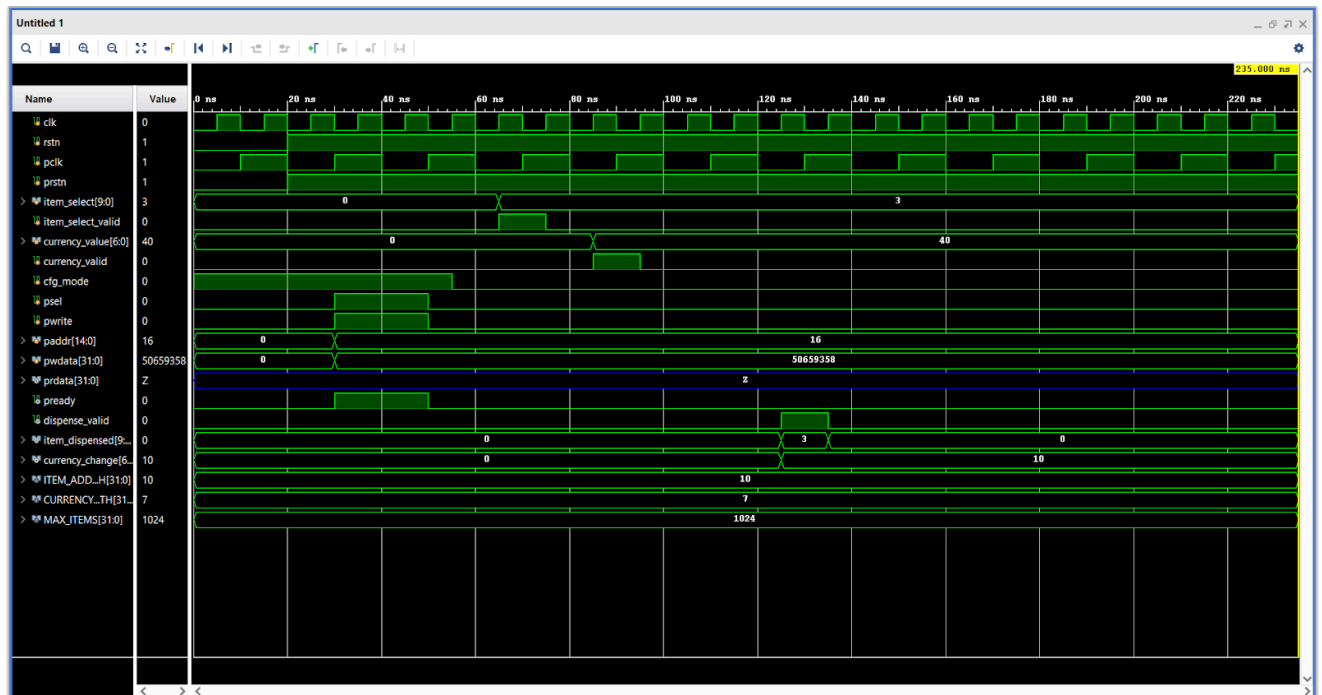 Untitled 1
235.000 ns
Name Value 0 ns 20 ns 40 ns 60 ns 80 ns 100 ns 120 ns 140 ns 160 ns 180 ns 200 ns 220 ns
clk 0
rstn 1
pclk 1
prstn 1
item_select[9:0] 3 0 3
item_select_valid 0
currency_value[6:0] 40 0 40
currency_valid 0
cfg_mode 0
psel 0
pwrite 0
paddr[14:0] 16 0 16
pwdata[31:0] 50659358 0 50659358
prdata[31:0] Z Z
pready 0
dispense_valid 0
item_dispensed[9:... 0 0 3 0
currency_change[6... 10 0 10
ITEM_ADD...H[31:0] 10 10
CURRENCY...TH[31... 7 7
MAX_ITEMS[31:0] 1024 1024